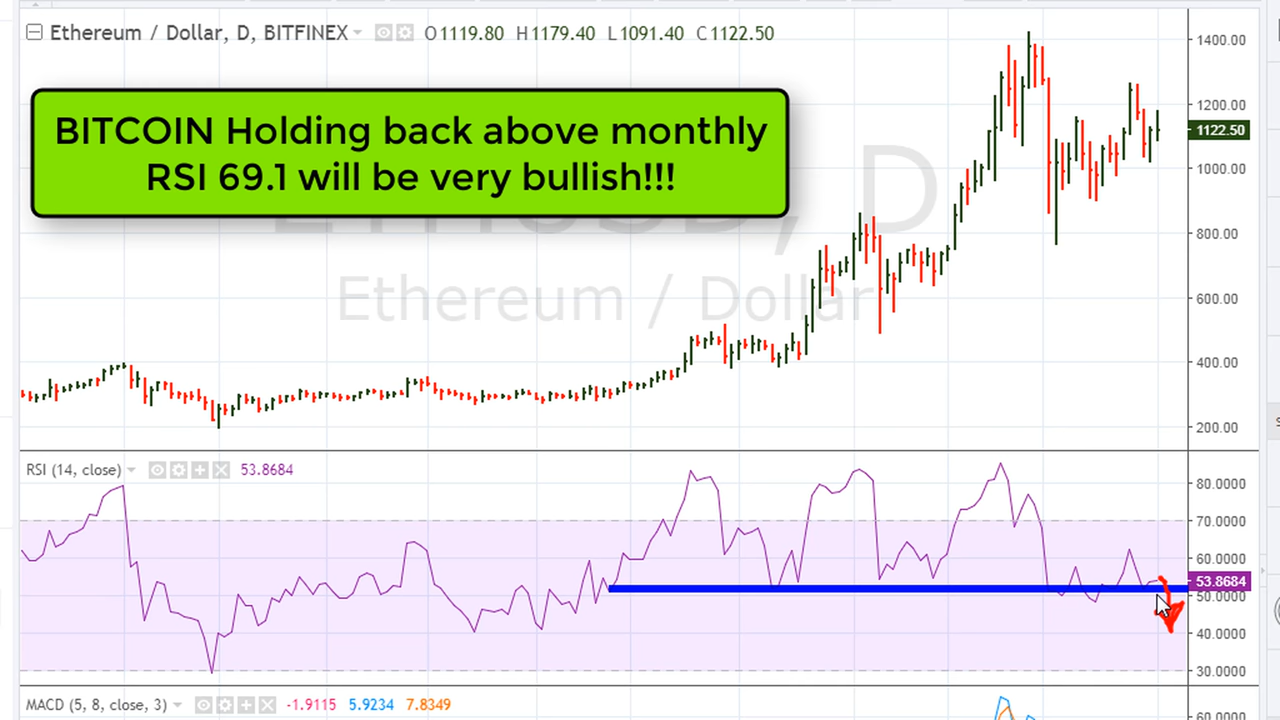 Ethereum / Dollar, D, BITFINEX O1119.80 H1179.40 L1091.40 C1122.50
BITCOIN Holding back above monthly
RSI 69.1 will be very bullish!!!
Ethereum / Dollar
1400.00
1200.00
1122.50
1000.00
800.00
600.00
400.00
200.00
RSI (14, close) 53.8684
80.0000
70.0000
60.0000
53.8684
50.0000
40.0000
30.0000
MACD (5, 8, close, 3) -1.9115 5.9234 7.8349
60.0000